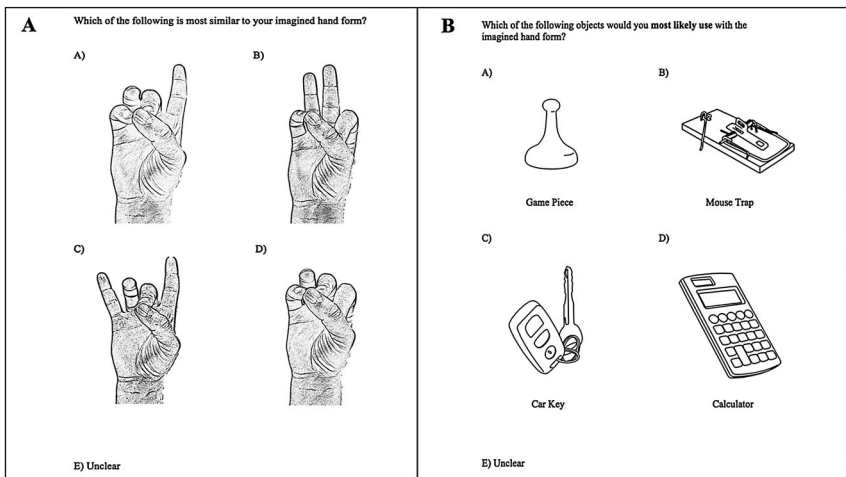 A
Which of the following is most similar to your imagined hand form?
A)
B)
C)
D)
E) Unclear
B
Which of the following objects would you most likely use with the
imagined hand form?
A)
B)
Game Piece
Mouse Trap
C)
D)
Car Key
Calculator
E) Unclear